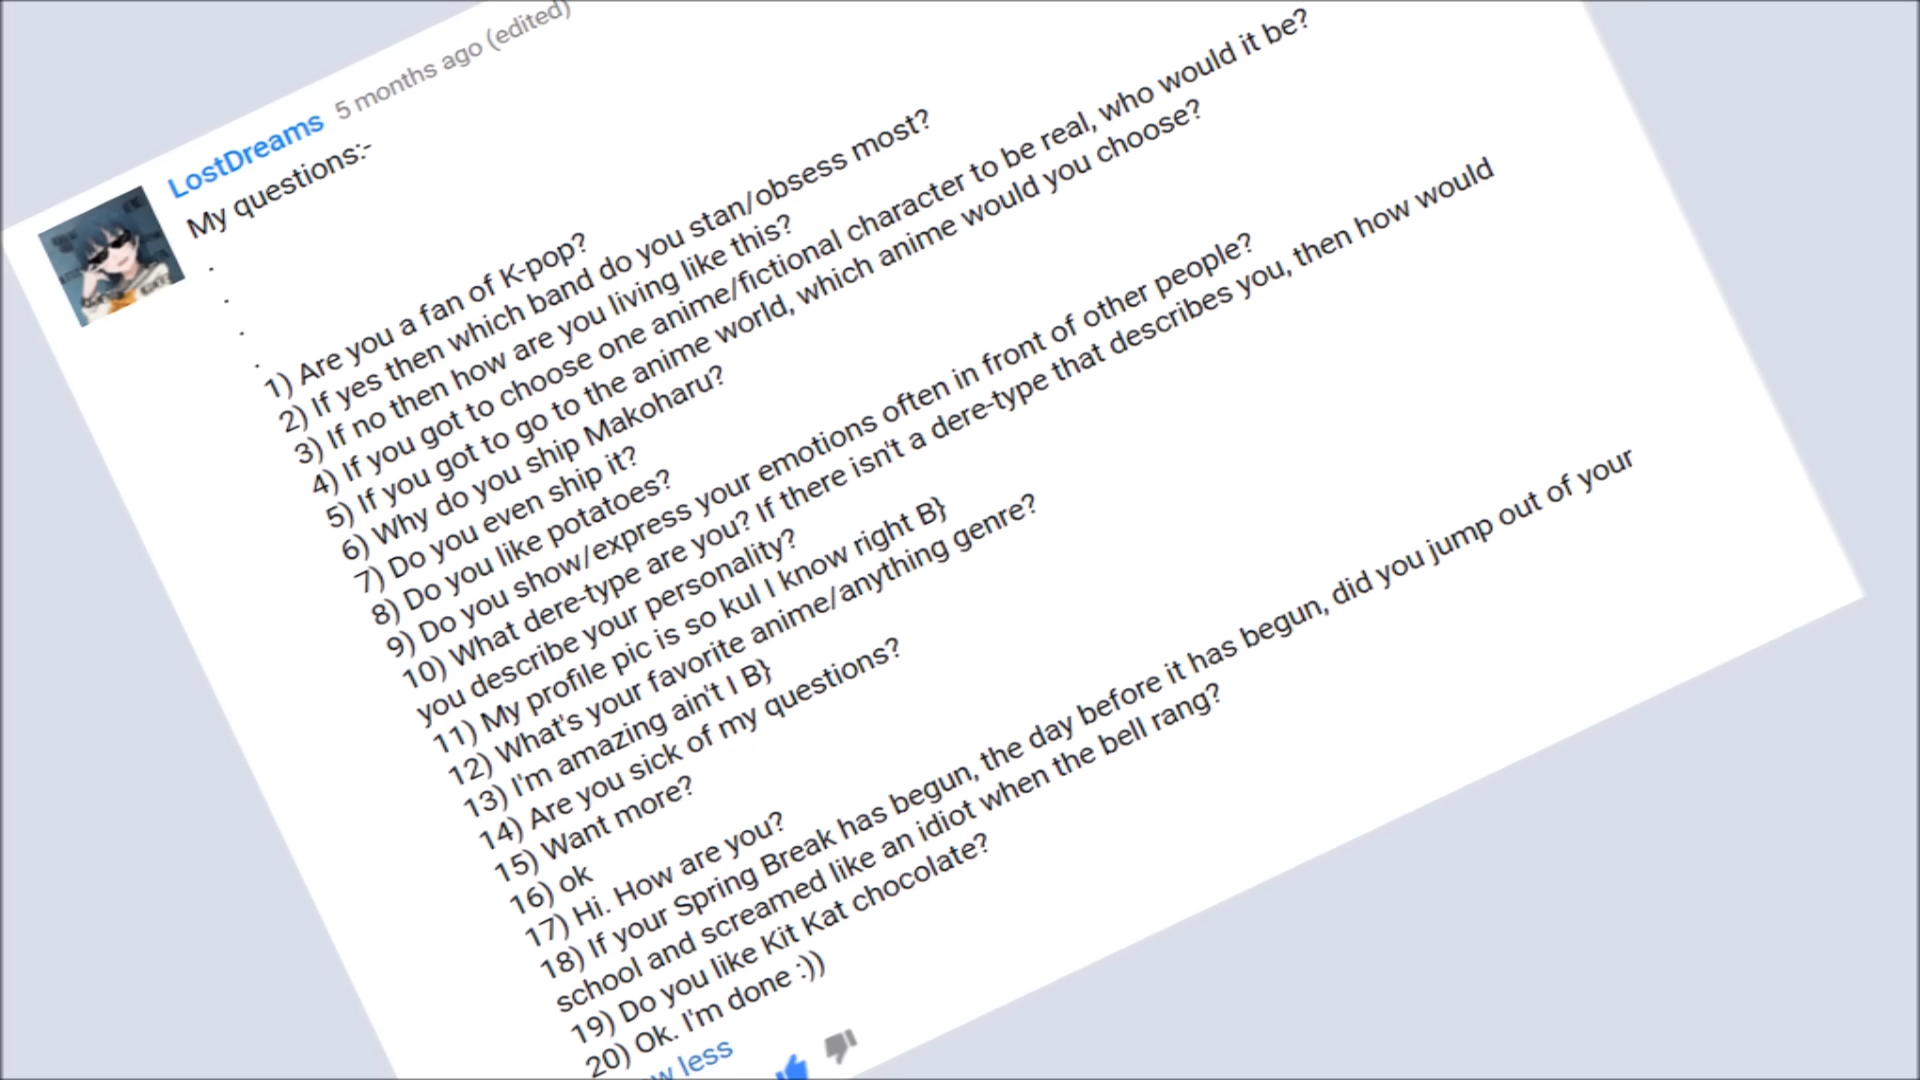 LostDreams 5 months ago (edited)
My questions:-
.
.
.
.
1) Are you a fan of K-pop?
2) If yes then which band do you stan/obsess most?
3) If no then how are you living like this?
4) If you got to choose one anime/fictional character to be real, who would it be?
5) If you got to go to the anime world, which anime would you choose?
6) Why do you ship Makoharu?
7) Do you even ship it?
8) Do you like potatoes?
9) Do you show/express your emotions often in front of other people?
10) What dere-type are you? If there isn't a dere-type that describes you, then how would
you describe your personality?
11) My profile pic is so kul I know right B}
12) What's your favorite anime/anything genre?
13) I'm amazing ain't I B}
14) Are you sick of my questions?
15) Want more?
16) ok
17) Hi. How are you?
18) If your Spring Break has begun, the day before it has begun, did you jump out of your
school and screamed like an idiot when the bell rang?
19) Do you like Kit Kat chocolate?
20) Ok. I'm done :))
less